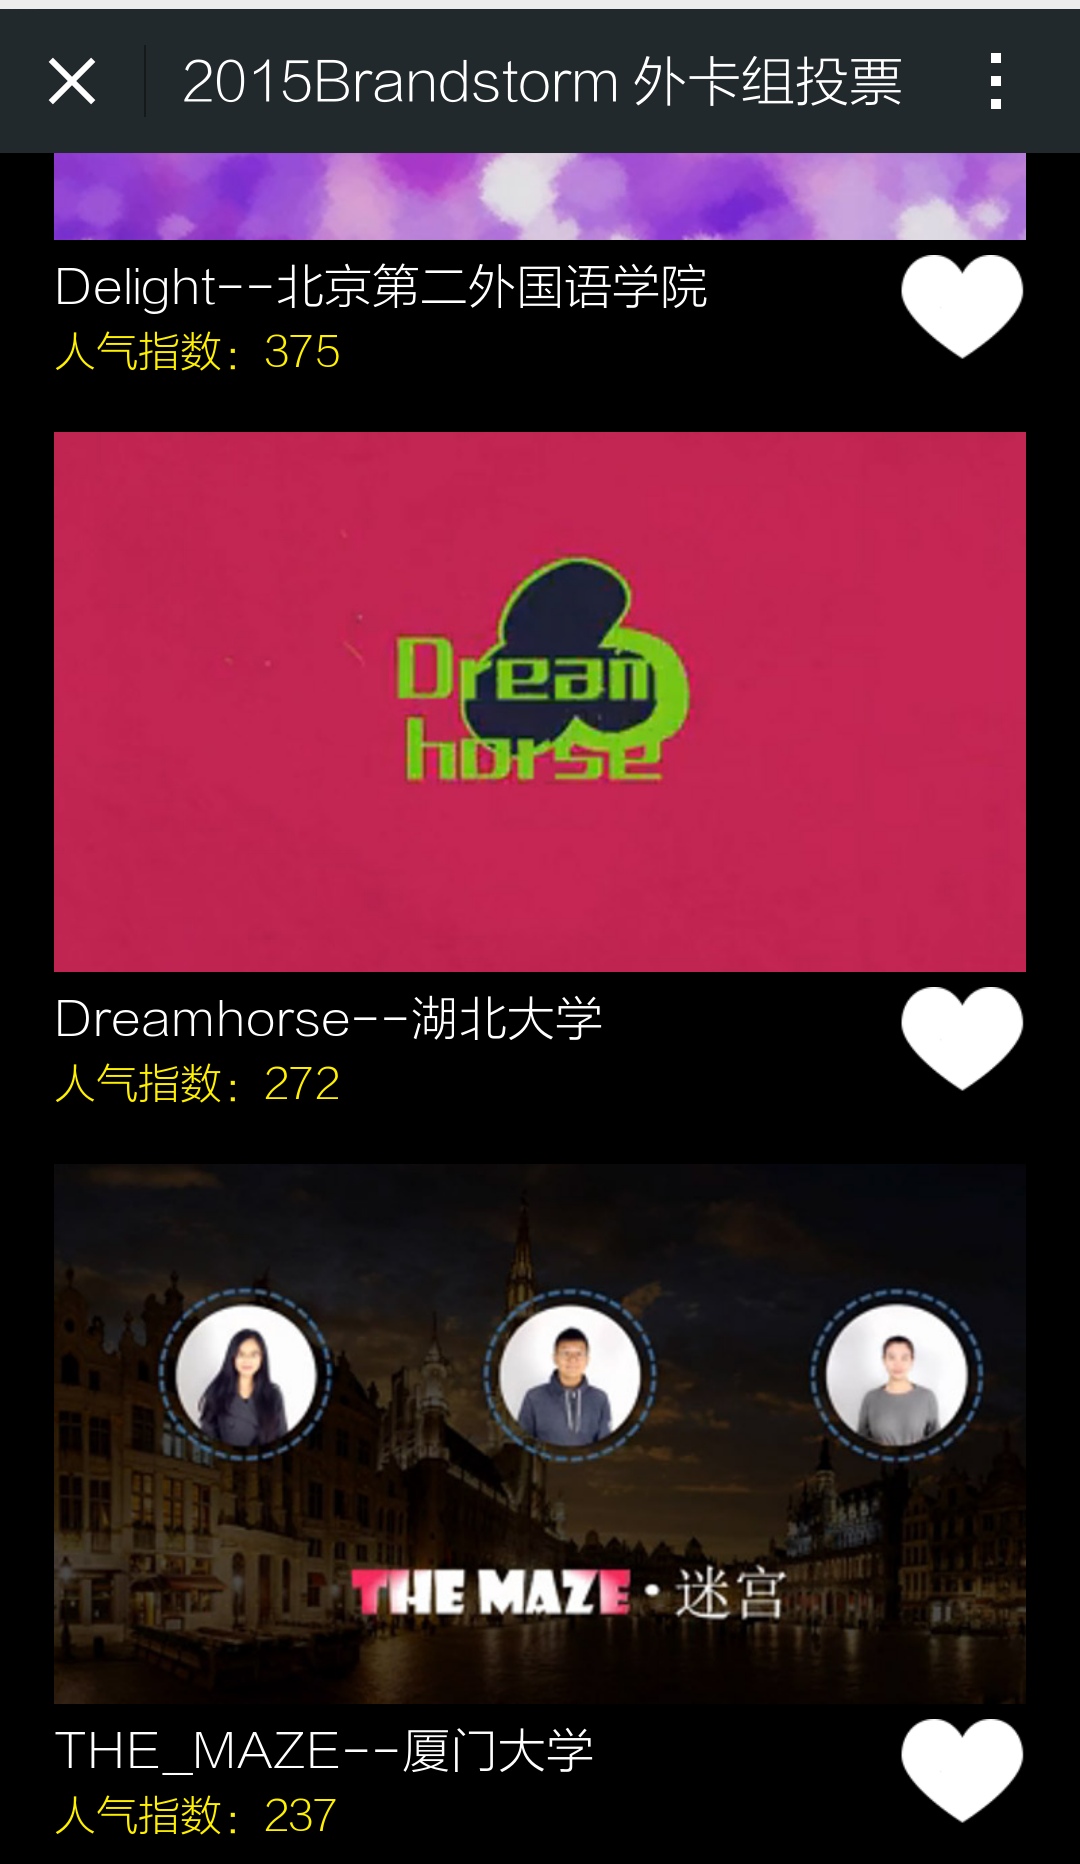 2015Brandstorm 外卡组投票
Delight--北京第二外国语学院
人气指数：375
Dream
horse
Dreamhorse--湖北大学
人气指数：272
THE MAZE·迷宫
THE_MAZE--厦门大学
人气指数：237